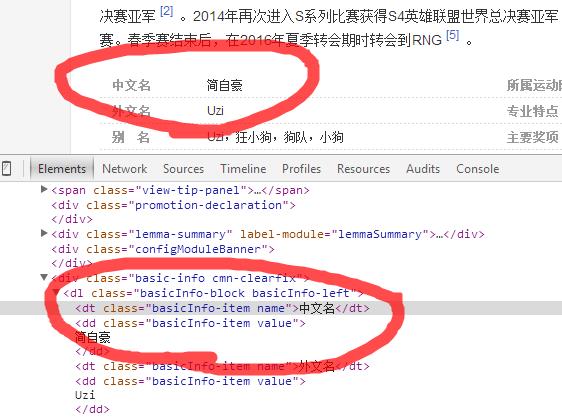 决赛亚军 [2] 。2014年再次进入S系列比赛获得S4英雄联盟世界总决赛亚军
赛。春季赛结束后，在2016年夏季转会期时转会到RNG [5] 。
中文名 简自豪 所属运动
外文名 Uzi 专业特点
别 名 Uzi，狂小狗，狗队，小狗 主要奖项
Elements Network Sources Timeline Profiles Resources Audits Console
▶<span class="view-tip-panel">…</span>
<div class="promotion-declaration">
</div>
▶<div class="lemma-summary" label-module="lemmaSummary">…</div>
<div class="configModuleBanner">
</div>
▼<div class="basic-info cmn-clearfix">
▼<dl class="basicInfo-block basicInfo-left">
<dt class="basicInfo-item name">中文名</dt>
<dd class="basicInfo-item value">
简自豪
</dd>
<dt class="basicInfo-item name">外文名</dt>
<dd class="basicInfo-item value">
Uzi
</dd>